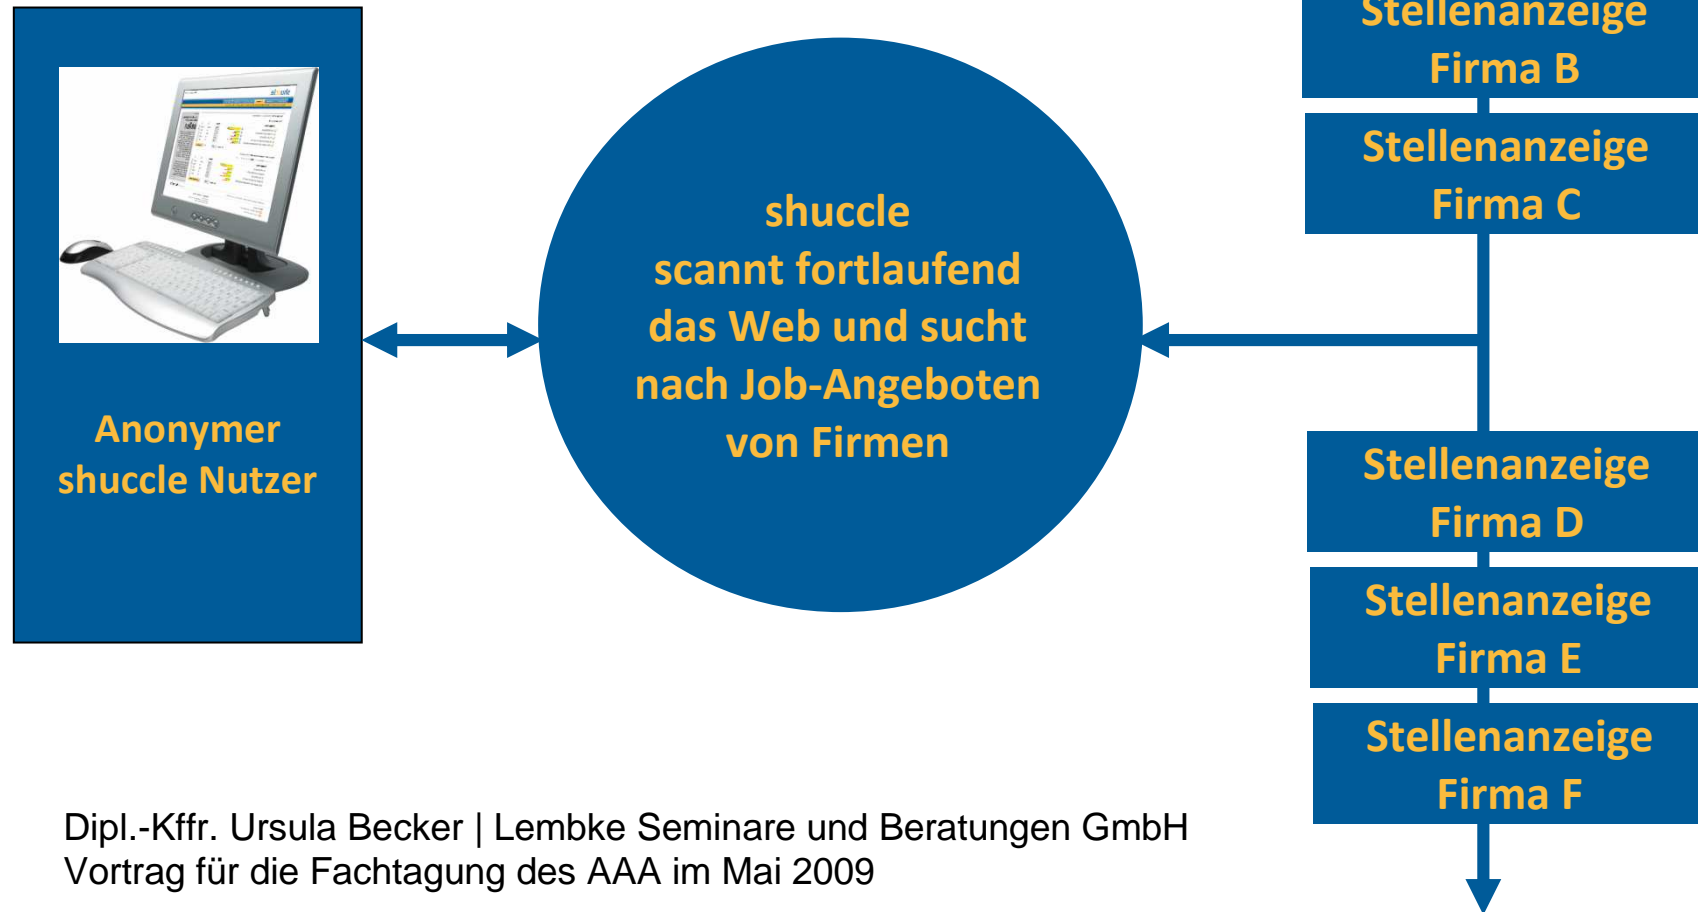 Anonymer
shuccle Nutzer
shuccle
scannt fortlaufend
das Web und sucht
nach Job-Angeboten
von Firmen
Stellenanzeige
Firma B
Stellenanzeige
Firma C
Stellenanzeige
Firma D
Stellenanzeige
Firma E
Stellenanzeige
Firma F
Dipl.-Kffr. Ursula Becker | Lembke Seminare und Beratungen GmbH
Vortrag für die Fachtagung des AAA im Mai 2009